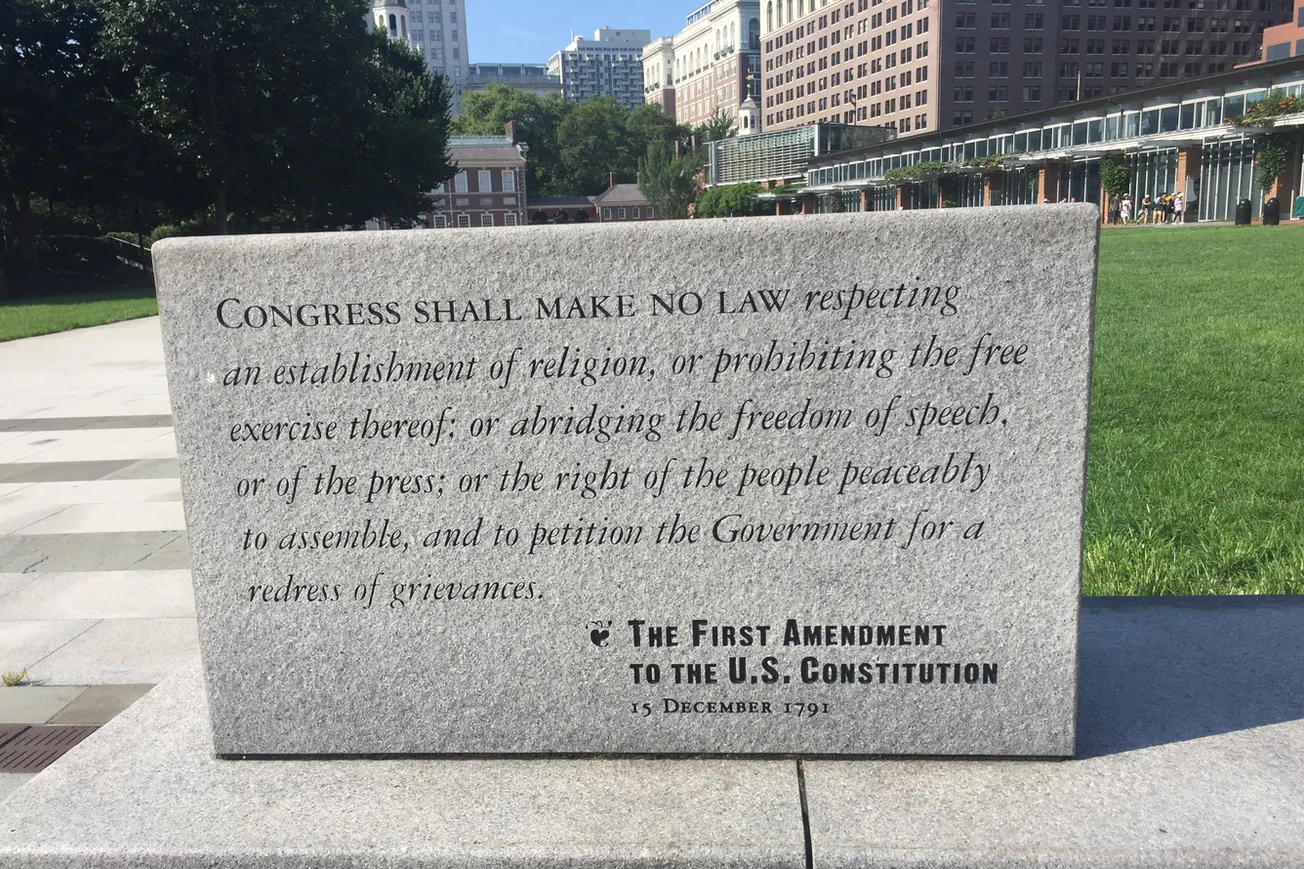 CONGRESS SHALL MAKE NO LAW respecting
an establishment of religion, or prohibiting the free
exercise thereof; or abridging the freedom of speech,
or of the press; or the right of the people peaceably
to assemble, and to petition the Government for a
redress of grievances.
THE FIRST AMENDMENT
TO THE U.S. CONSTITUTION
15 DECEMBER 1791